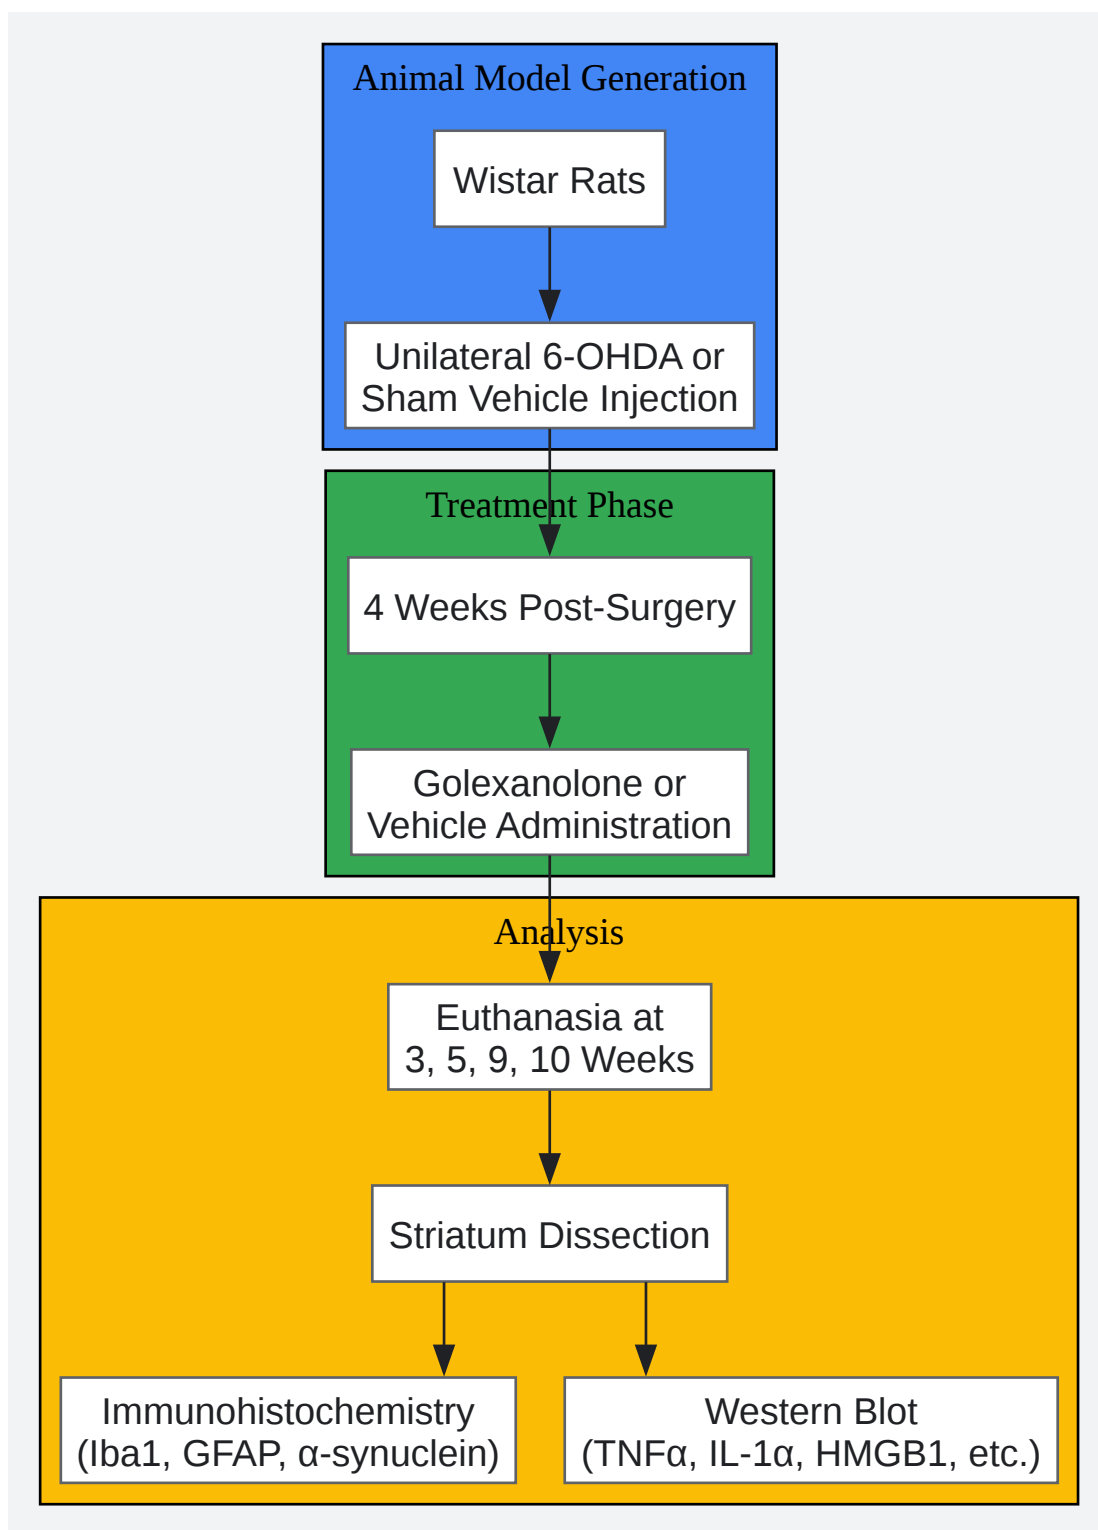 Animal Model Generation
Wistar Rats
Unilateral 6-OHDA or
Sham Vehicle Injection
Treatment Phase
4 Weeks Post-Surgery
Golexanolone or
Vehicle Administration
Analysis
Euthanasia at
3, 5, 9, 10 Weeks
Striatum Dissection
Immunohistochemistry
(Iba1, GFAP, α-synuclein)
Western Blot
(TNFα, IL-1α, HMGB1, etc.)